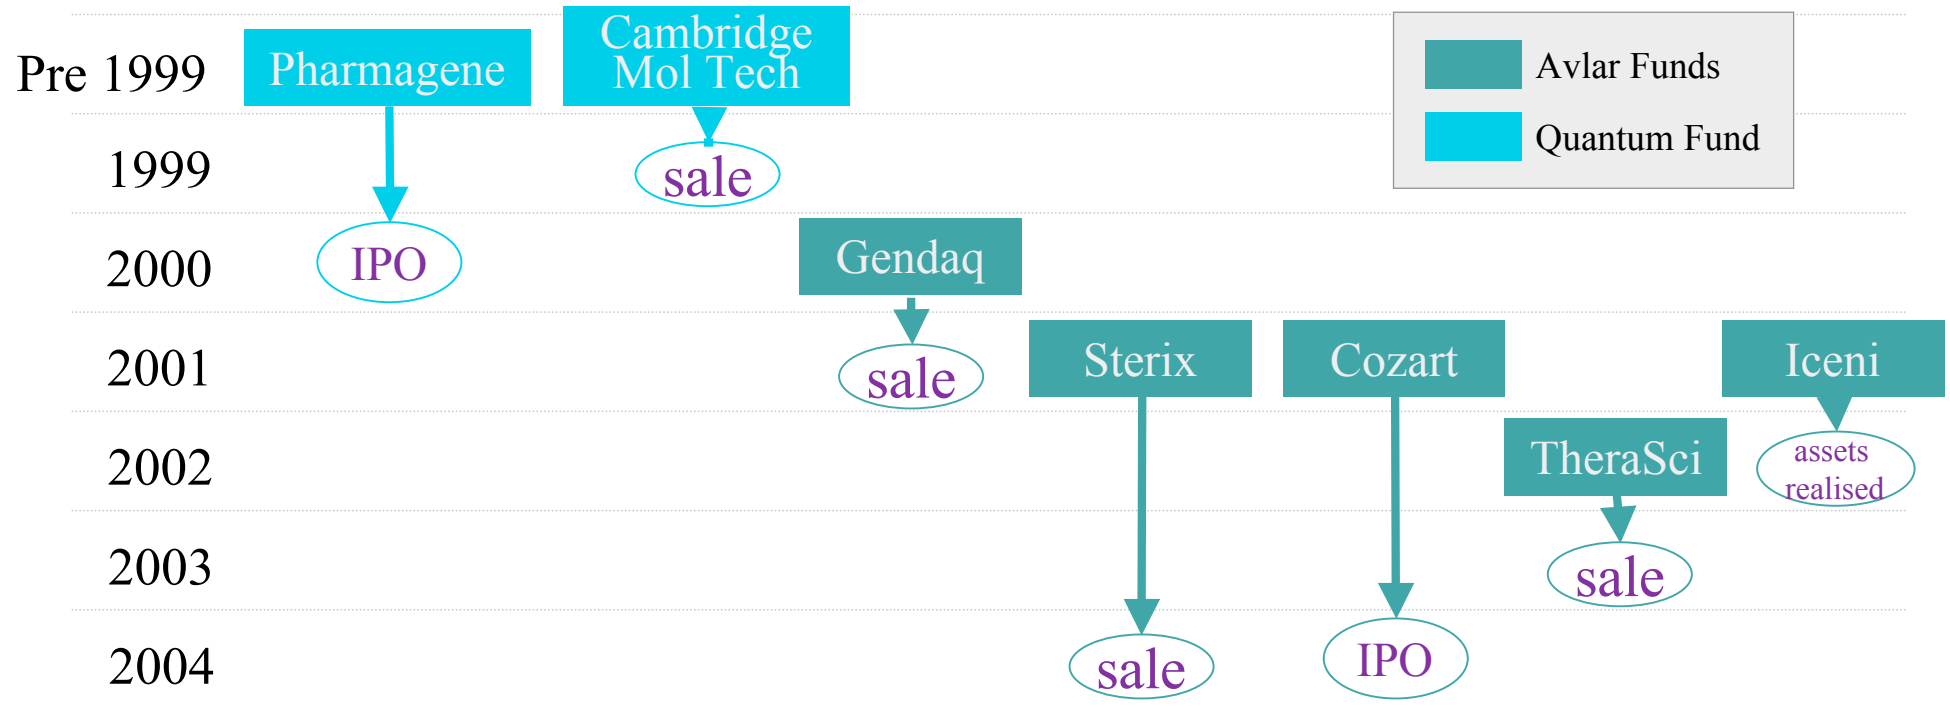 Pre 1999
Pharmagene
Cambridge
Mol Tech
Avlar Funds
Quantum Fund
1999
sale
2000
IPO
Gendaq
2001
sale
Sterix
Cozart
Iceni
2002
TheraSci
assets
realised
2003
sale
2004
sale
IPO